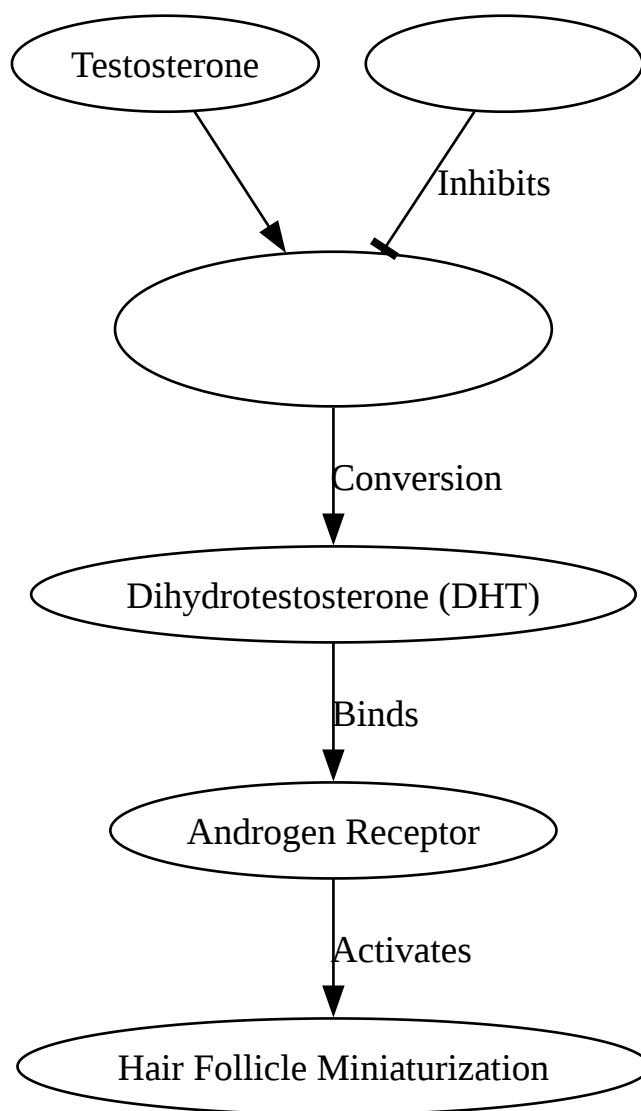 Testosterone
Inhibits
Conversion
Dihydrotestosterone (DHT)
Binds
Androgen Receptor
Activates
Hair Follicle Miniaturization